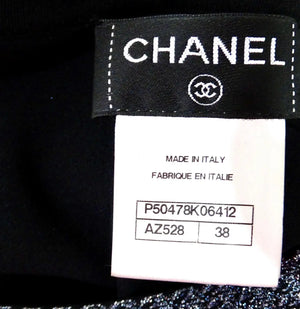 CHANEL
MADE IN ITALY
FABRIQUE EN ITALIE
P50478K06412
AZ528 38